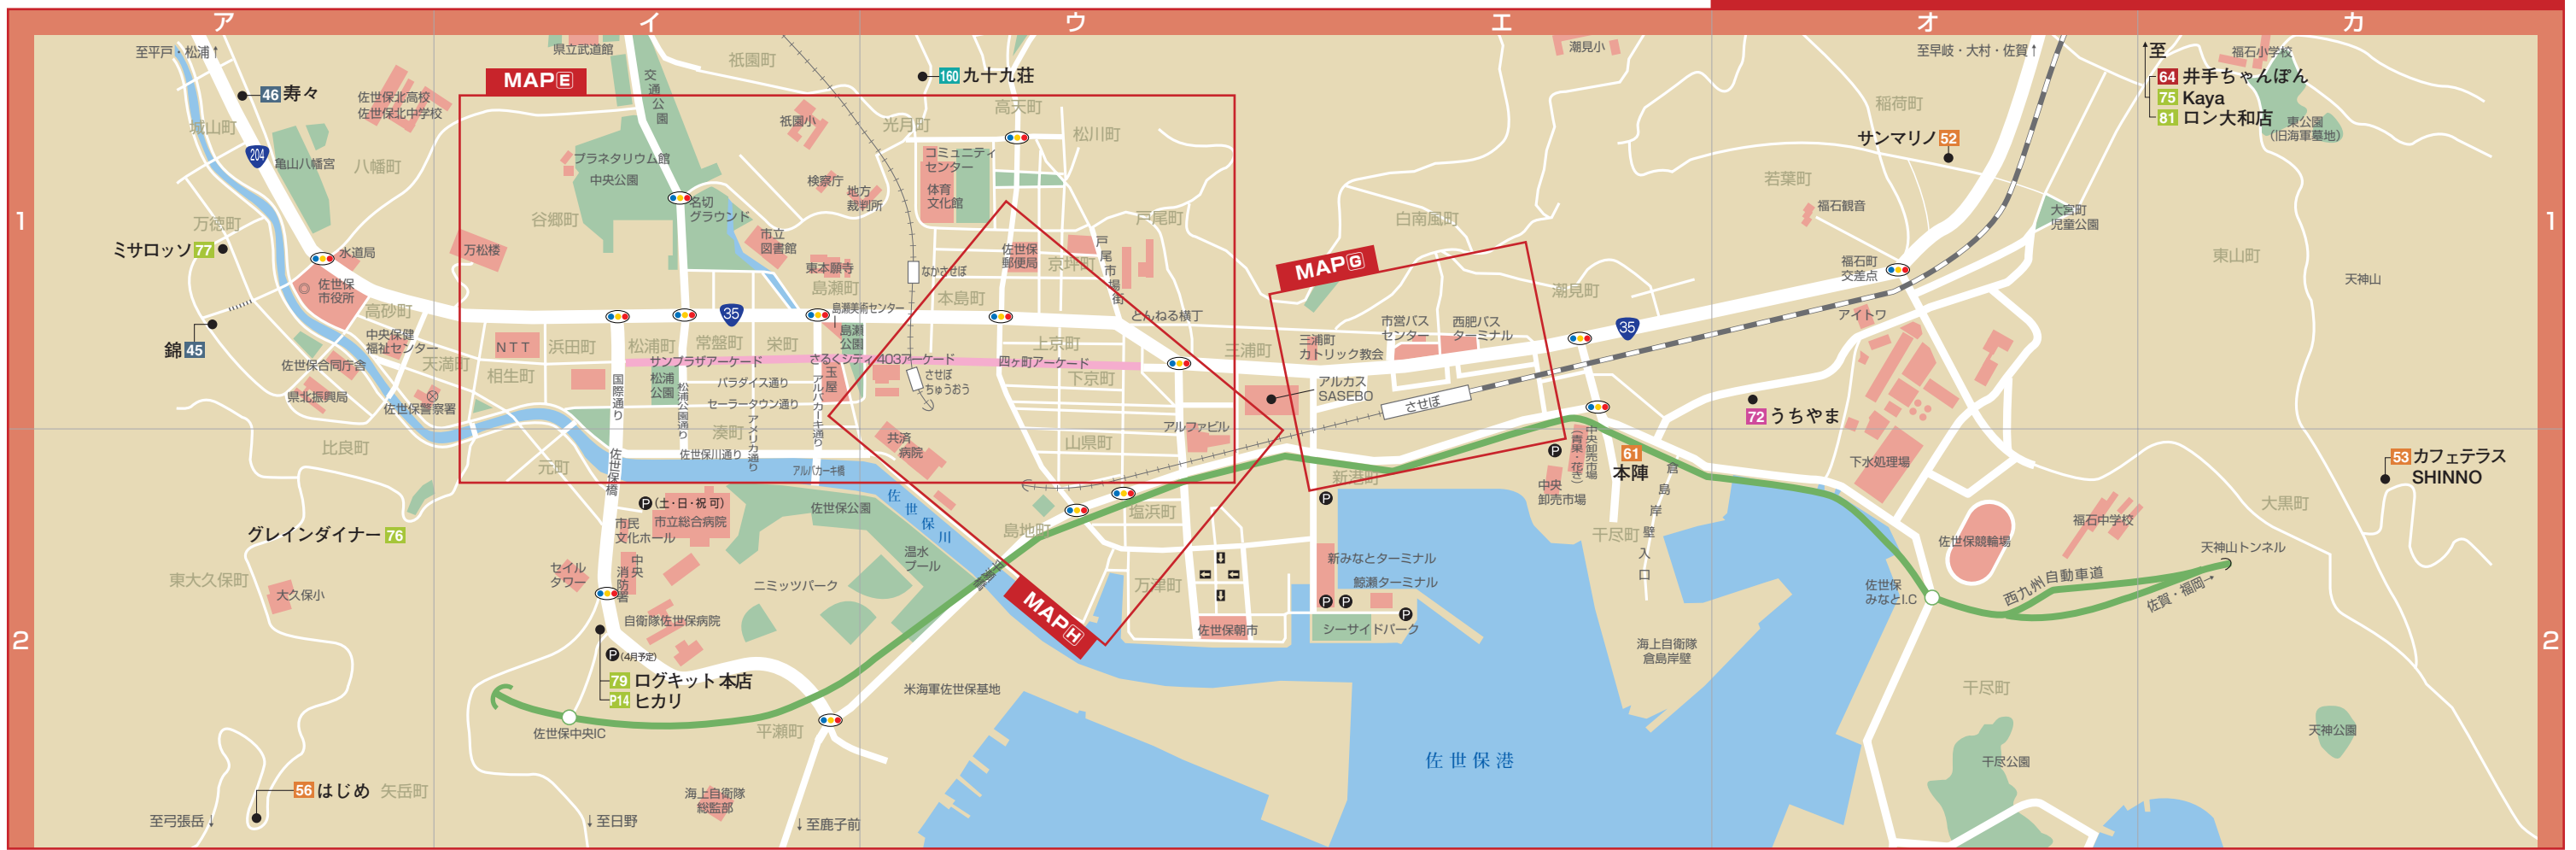 ア
イ
ウ
エ
オ
カ
1
2
1
2
至平戸・松浦↑
46 寿々
佐世保北高校
佐世保北中学校
城山町
204
亀山八幡宮
八幡町
万徳町
ミサロッソ 77
水道局
佐世保
市役所
高砂町
錦 45
中央保健
福祉センター
佐世保合同庁舎
天満町
県北振興局
佐世保警察署
比良町
グレインダイナー 76
東大久保町
大久保小
56 はじめ
矢岳町
至弓張岳↓
県立武道館
祇園町
交通公園
MAP E
祇園小
プラネタリウム館
中央公園
検察庁
地方
裁判所
名切
グラウンド
谷郷町
万松楼
市立
図書館
東本願寺
島瀬町
島瀬美術センター
35
島瀬
公園
NTT
浜田町
松浦町
常盤町
栄町
サンプラザアーケード
さるくシティ403アーケード
四ヶ町アーケード
相生町
国際通り
松浦
公園
松浦公園通り
パラダイス通り
セーラータウン通り
アメリカ通り
アルバカーキ通り
玉屋
湊町
佐世保川通り
アルバカーキ橋
元町
佐世保橋
P (土・日・祝 可)
市民
文化ホール
市立総合病院
佐世保公園
佐世保川
セイル
タワー
中央
消防署
温水
プール
ニミッツパーク
自衛隊佐世保病院
P (4月予定)
79 ログキット 本店
P14 ヒカリ
佐世保中央IC
平瀬町
海上自衛隊
総監部
↓至日野
↓至鹿子前
米海軍佐世保基地
160 九十九荘
光月町
高天町
松川町
コミュニティ
センター
体育
文化館
戸尾町
佐世保
郵便局
京坪町
戸尾市場街
なかさせぼ
本島町
とんねる横丁
上京町
下京町
させぼ
ちゅうおう
共済
病院
山県町
アルファビル
島地町
塩浜町
万津町
MAP H
佐世保朝市
潮見小
白南風町
MAP G
潮見町
三浦町
三浦町
カトリック教会
市営バス
センター
西肥バス
ターミナル
35
アルカス
SASEBO
させぼ
新港町
P
P
中央卸売市場
(青果・花き)
中央
卸売市場
61
本陣
倉島岸壁入口
干尽町
新みなとターミナル
鯨瀬ターミナル
P P
P
シーサイドパーク
海上自衛隊
倉島岸壁
佐世保港
至早岐・大村・佐賀↑
稲荷町
サンマリノ 52
若葉町
福石観音
福石町
交差点
大宮町
児童公園
アイトワ
72 うちやま
下水処理場
佐世保競輪場
福石中学校
佐世保
みなとI.C
西九州自動車道
佐賀・福岡→
天神山トンネル
干尽町
干尽公園
至
64 井手ちゃんぽん
75 Kaya
81 ロン大和店
福石小学校
東公園
(旧海軍墓地)
東山町
天神山
53 カフェテラス
SHINNO
大黒町
天神公園